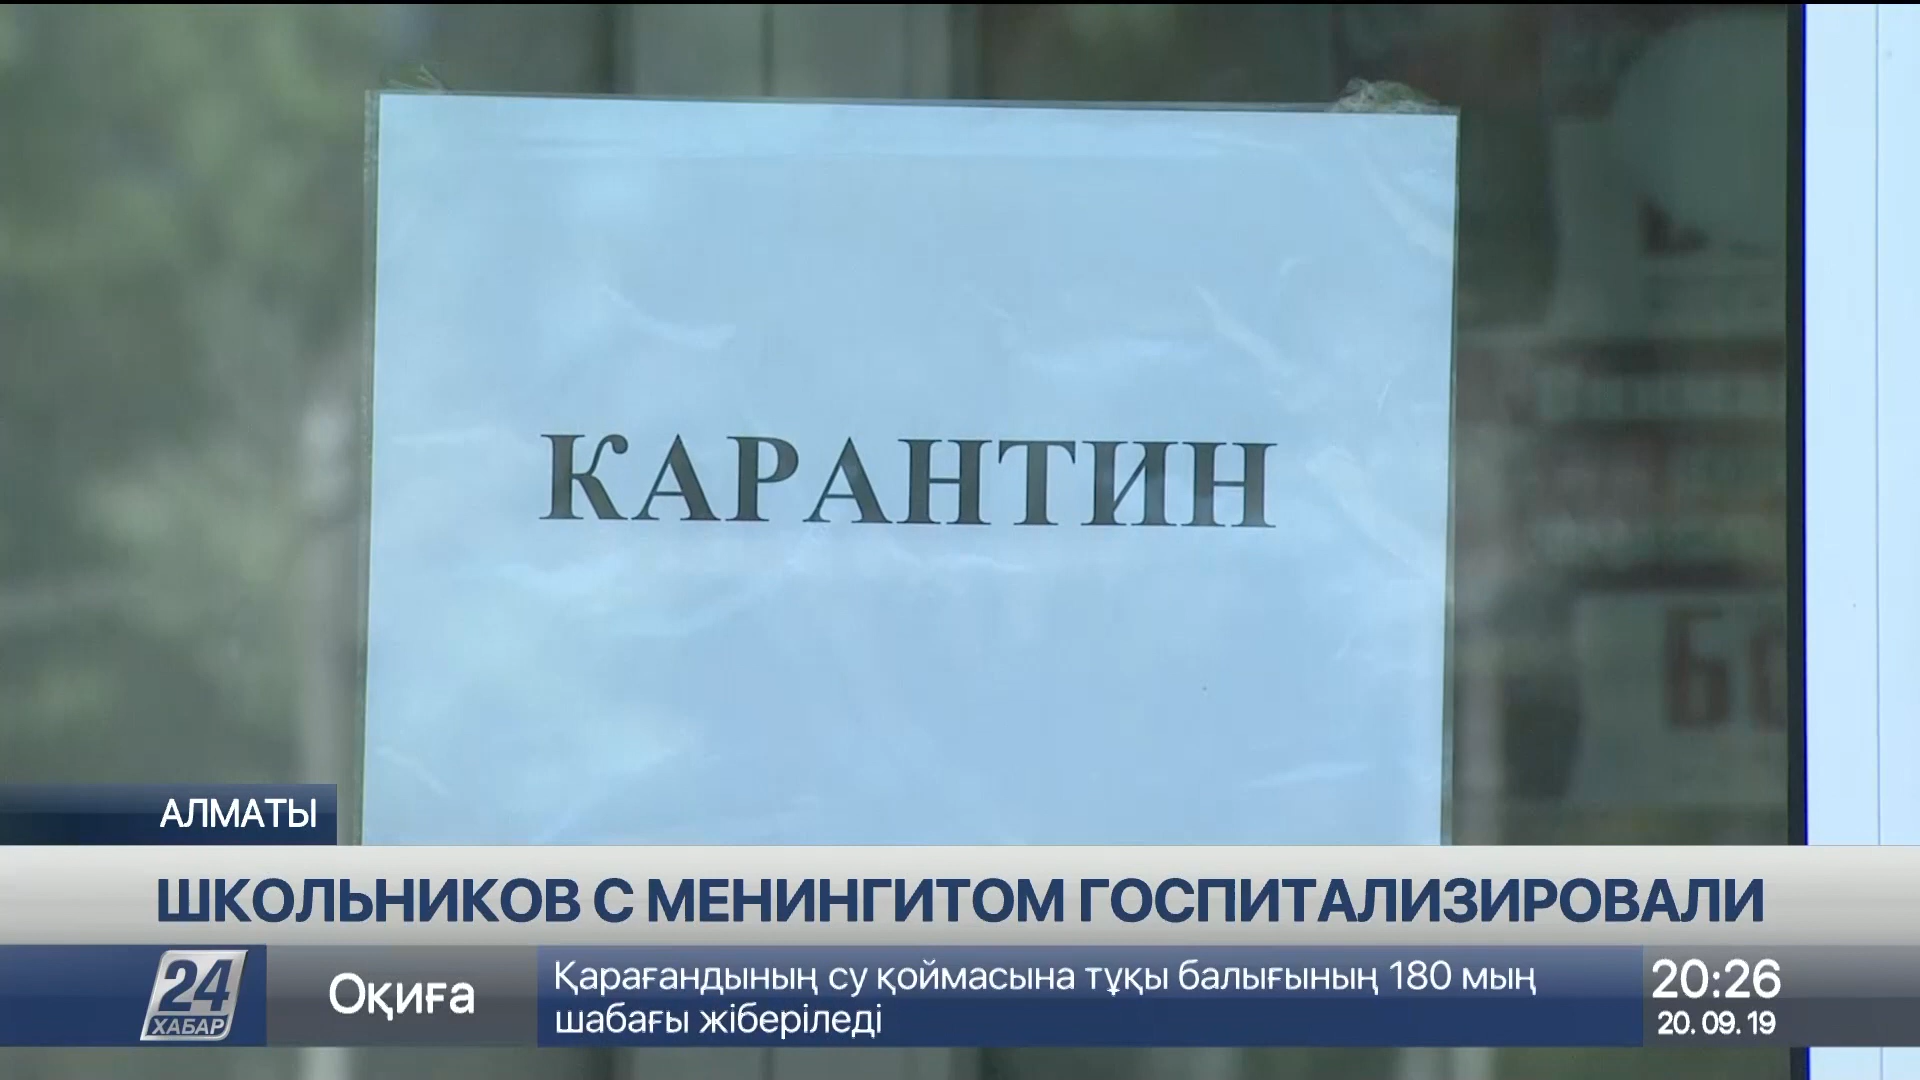 КАРАНТИН
АЛМАТЫ
ШКОЛЬНИКОВ С МЕНИНГИТОМ ГОСПИТАЛИЗИРОВАЛИ
24
ХАБАР
Оқиға
Қарағандының су қоймасына тұқы балығының 180 мың
шабағы жіберіледі
20:26
20. 09. 19